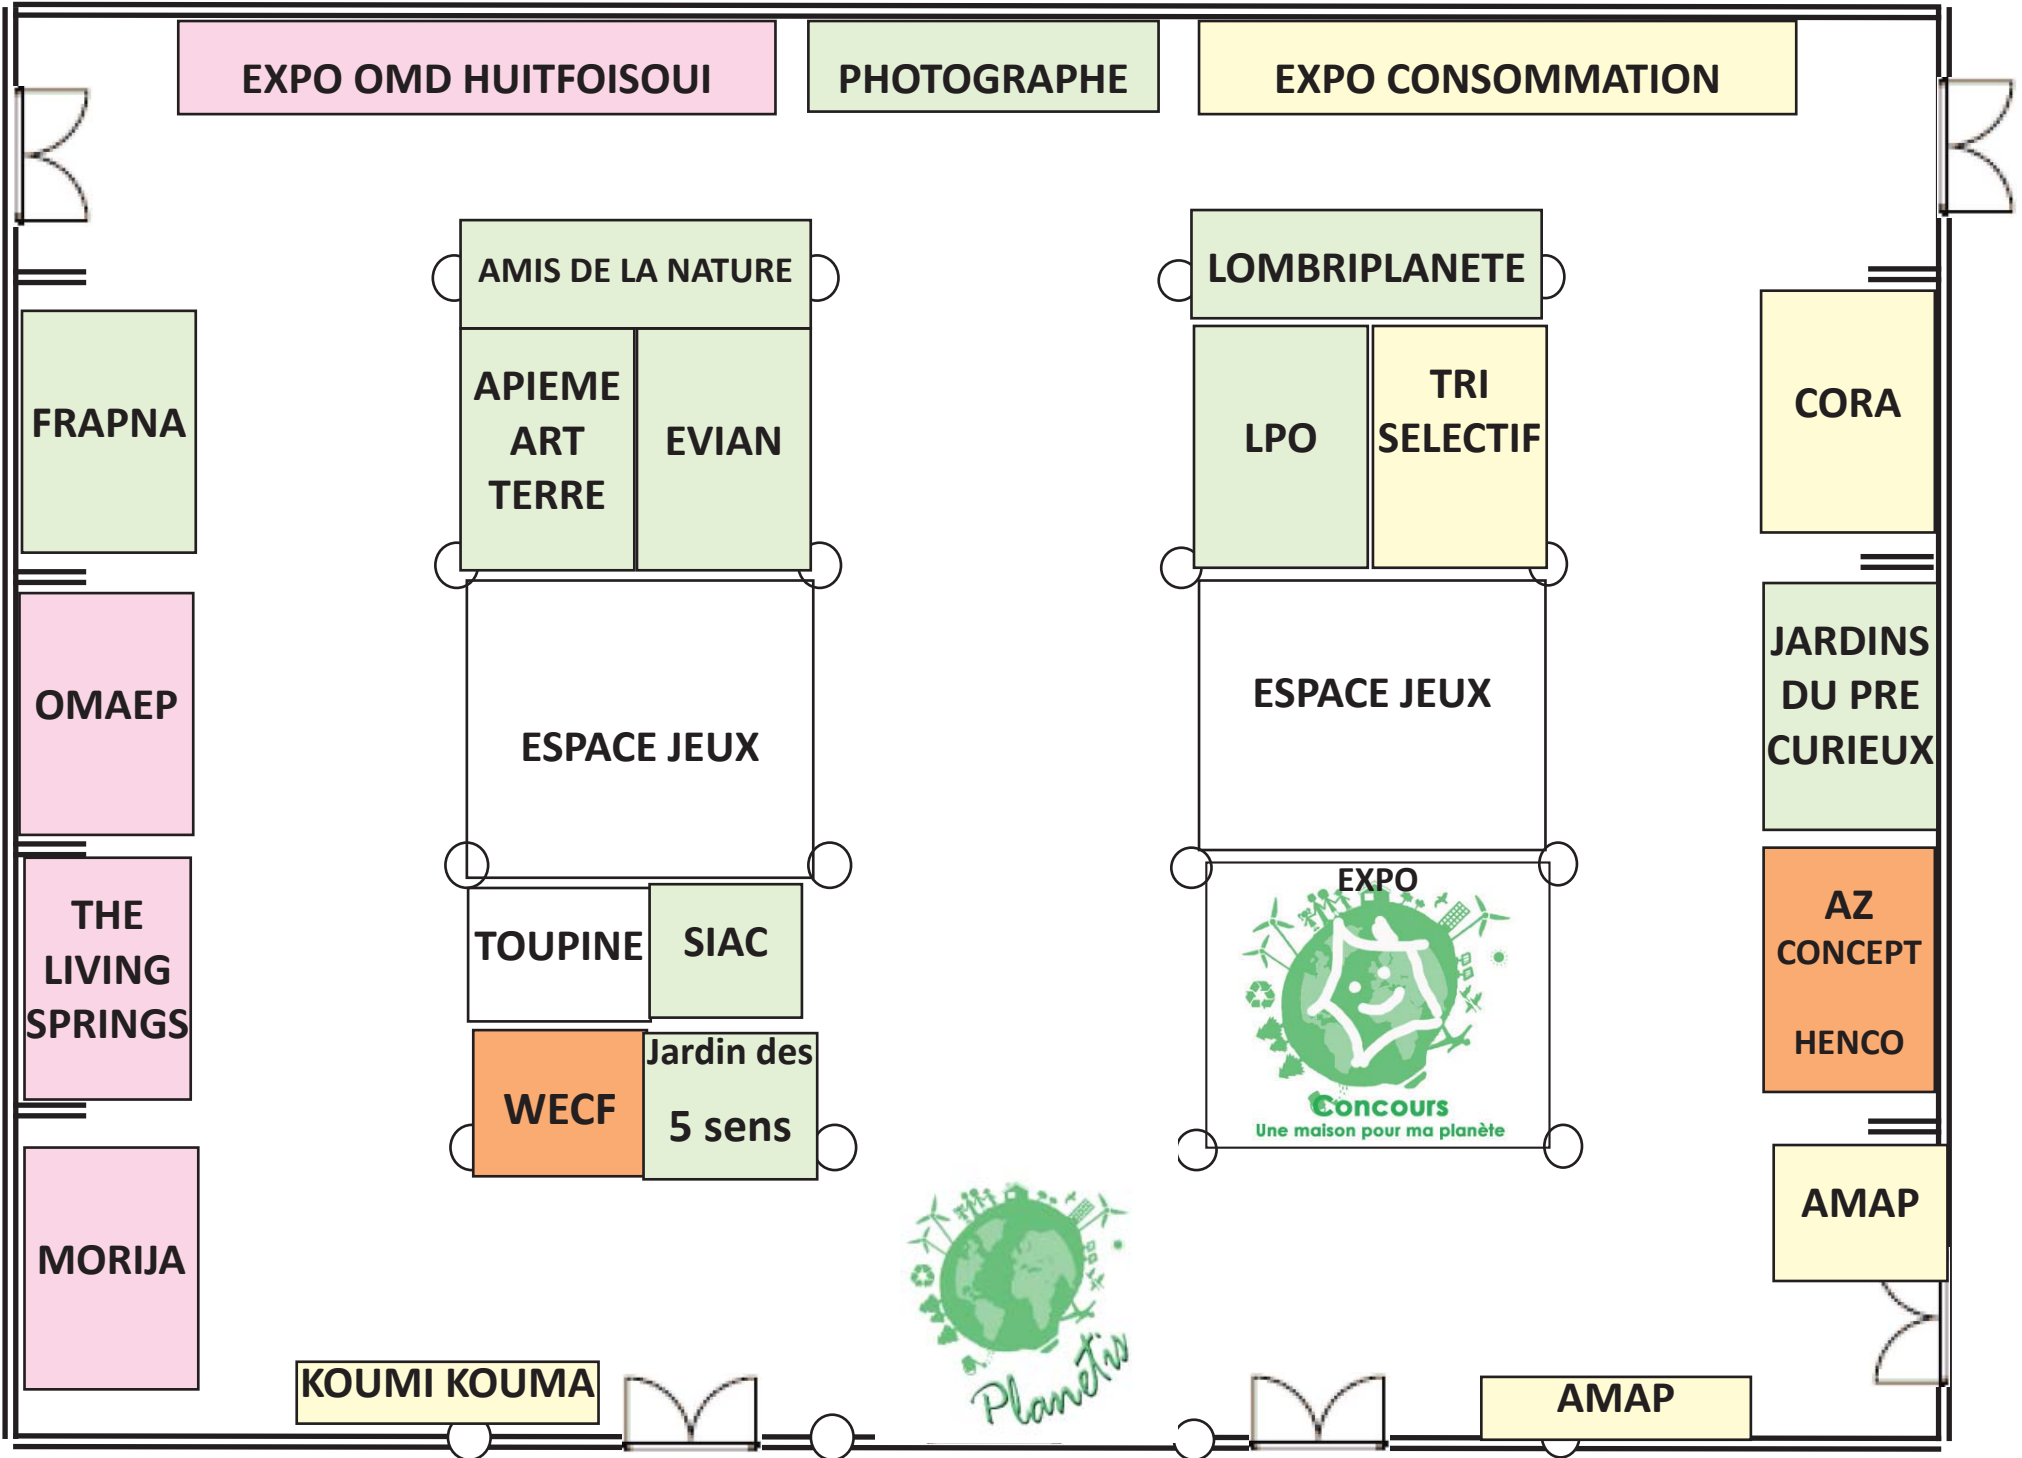 EXPO OMD HUITFOISOUI
PHOTOGRAPHE
EXPO CONSOMMATION
AMIS DE LA NATURE
LOMBRIPLANETE
FRAPNA
APIEME
ART
TERRE
EVIAN
LPO
TRI
SELECTIF
CORA
OMAEP
ESPACE JEUX
ESPACE JEUX
JARDINS
DU PRE
CURIEUX
THE
LIVING
SPRINGS
TOUPINE
SIAC
EXPO
Concours
Une maison pour ma planète
AZ
CONCEPT
HENCO
WECF
Jardin des
5 sens
MORIJA
AMAP
KOUMI KOUMA
Planetis
AMAP